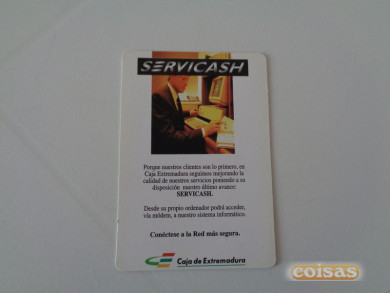 SERVICASH
Porque nuestros clientes son lo primero, en
Caja Extremadura seguimos mejorando la
calidad de nuestros servicios poniendo a su
disposición nuestro último avance:
SERVICASH.
Desde su propio ordenador podrá acceder,
vía módem, a nuestro sistema informático.
Conéctese a la Red más segura.
Caja de Extremadura
coisas